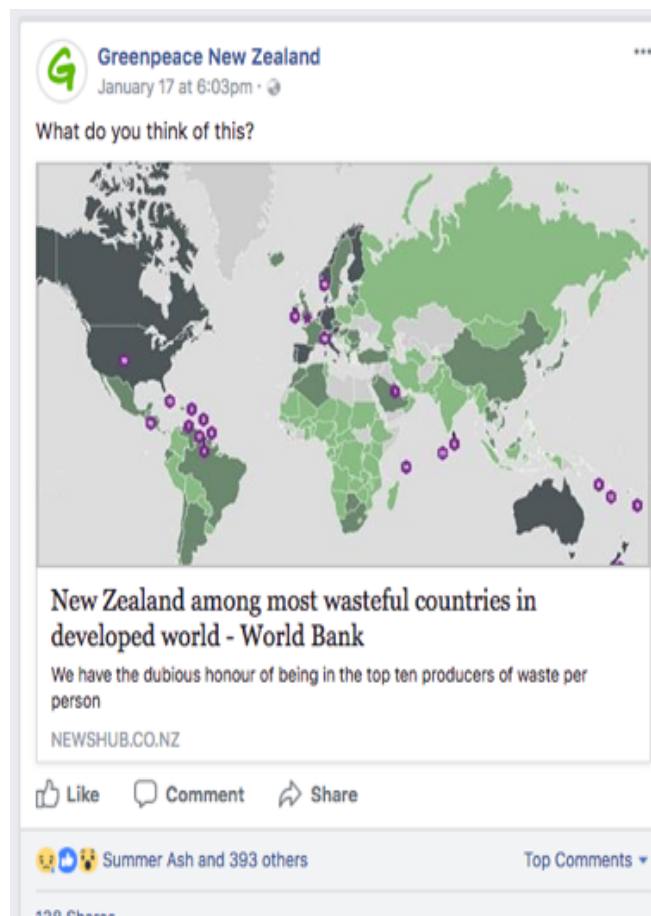 Greenpeace New Zealand
January 17 at 6:03pm ·
What do you think of this?
New Zealand among most wasteful countries in
developed world - World Bank
We have the dubious honour of being in the top ten producers of waste per
person
NEWSHUB.CO.NZ
Like Comment Share
Summer Ash and 393 others Top Comments